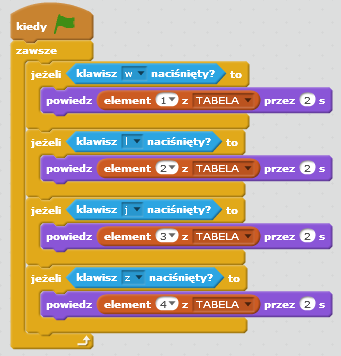 kiedy
zawsze
jeżeli klawisz w naciśnięty? to
powiedz element 1 z TABELA przez 2 s
jeżeli klawisz l naciśnięty? to
powiedz element 2 z TABELA przez 2 s
jeżeli klawisz j naciśnięty? to
powiedz element 3 z TABELA przez 2 s
jeżeli klawisz z naciśnięty? to
powiedz element 4 z TABELA przez 2 s